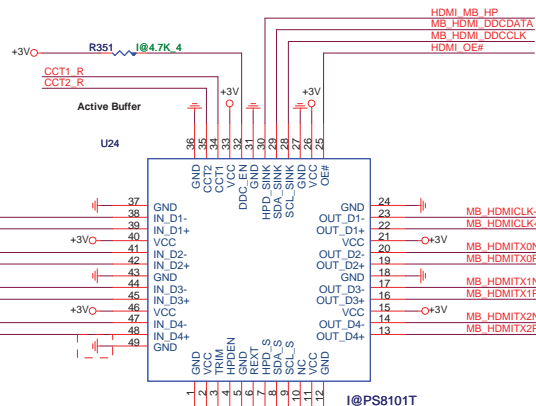 HDMI_MB_HP
MB_HDMI_DDCDATA
MB_HDMI_DDCCLK
HDMI_OE#
R351
I@4.7K_4
+3V
CCT1_R
CCT2_R
+3V
+3V
Active Buffer
U24
36 35 34 33 32 31 30 29 28 27 26 25
GND
CCT2
CCT1
VCC
DDC_EN
GND
HPD_SINK
SDA_SINK
SCL_SINK
GND
VCC
OE#
37 GND
38 IN_D1-
39 IN_D1+
+3V 40 VCC
41 IN_D2-
42 IN_D2+
43 GND
44 IN_D3-
45 IN_D3+
+3V 46 VCC
47 IN_D4-
48 IN_D4+
49 GND
GND 24
OUT_D1- 23 MB_HDMICLK-
OUT_D1+ 22 MB_HDMICLK
VCC 21 +3V
OUT_D2- 20 MB_HDMITX0N
OUT_D2+ 19 MB_HDMITX0P
GND 18
OUT_D3- 17 MB_HDMITX1N
OUT_D3+ 16 MB_HDMITX1P
VCC 15 +3V
OUT_D4- 14 MB_HDMITX2N
OUT_D4+ 13 MB_HDMITX2P
GND
VCC
TRIM
HPDEN
GND
REXT
HPD_S
SDA_S
SCL_S
NC
VCC
GND
1 2 3 4 5 6 7 8 9 10 11 12
I@PS8101T